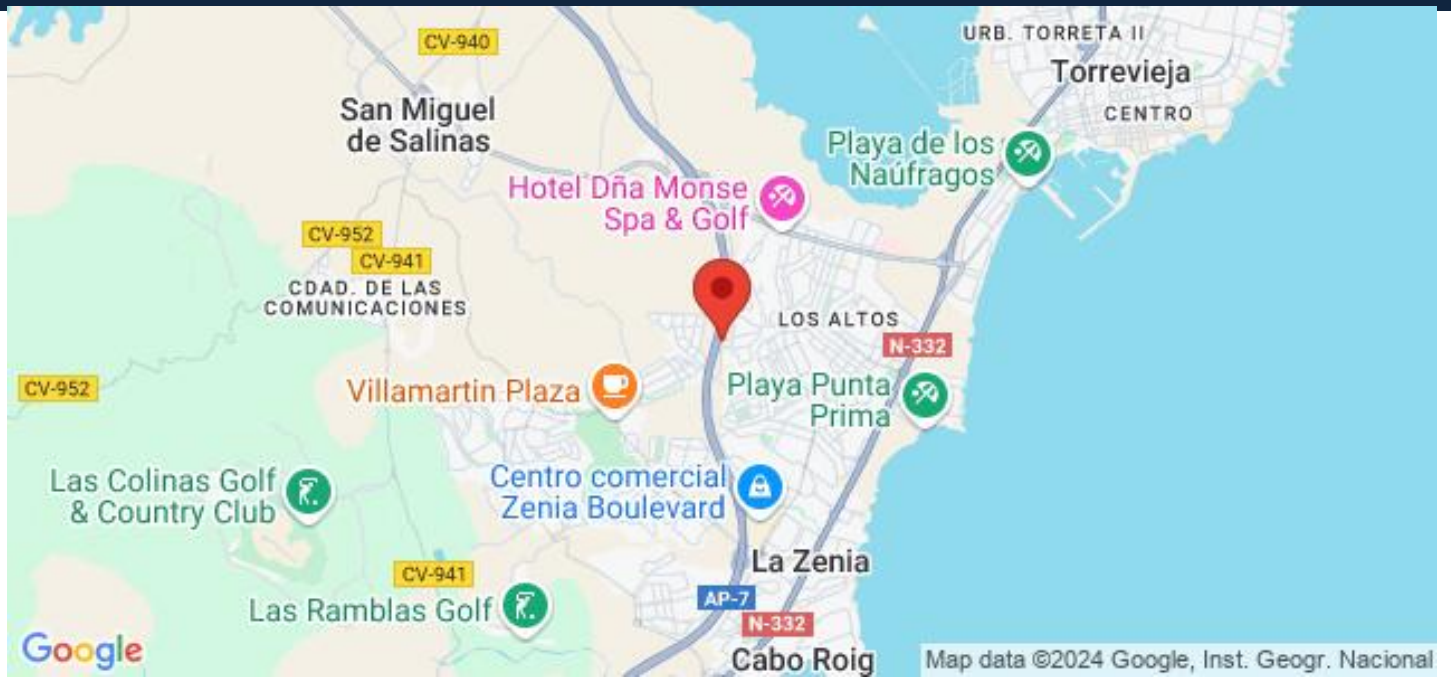 URB. TORRETA II
CV-940
Torrevieja
San Miguel
de Salinas
CENTRO
Playa de los
Naúfragos
Hotel Dña Monse
Spa & Golf
CV-952
CV-941
CDAD. DE LAS
COMUNICACIONES
LOS ALTOS
N-332
CV-952
Villamartin Plaza
Playa Punta
Prima
Las Colinas Golf
& Country Club
Centro comercial
Zenia Boulevard
La Zenia
CV-941
AP-7
Las Ramblas Golf
N-332
Google
Cabo Roig
Map data ©2024 Google, Inst. Geogr. Nacional